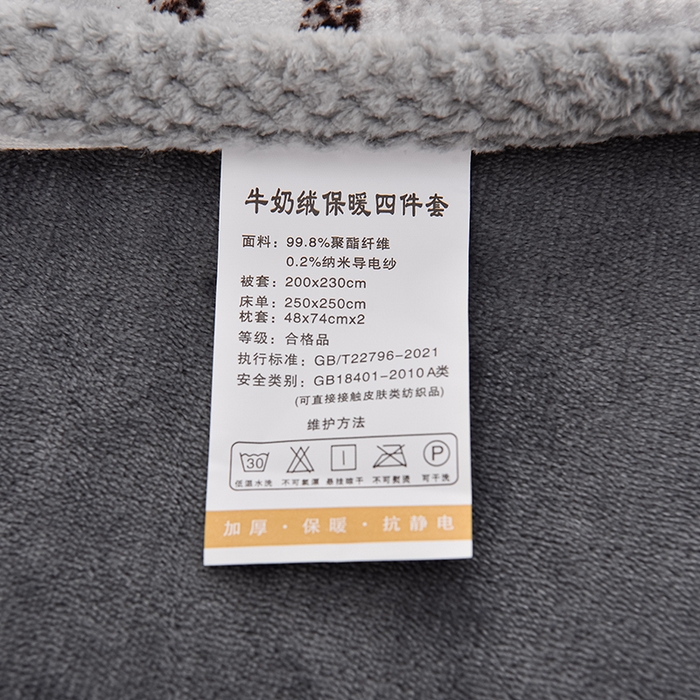 牛奶绒保暖四件套
面料：99.8%聚酯纤维
0.2%纳米导电纱
被套：200x230cm
床单：250x250cm
枕套：48x74cmx2
等级：合格品
执行标准：GB/T22796-2021
安全类别：GB18401-2010 A类
(可直接接触皮肤类纺织品)
维护方法
30 P
低温水洗 不可氯漂 悬挂晾干 不可熨烫 可干洗
加厚·保暖·抗静电